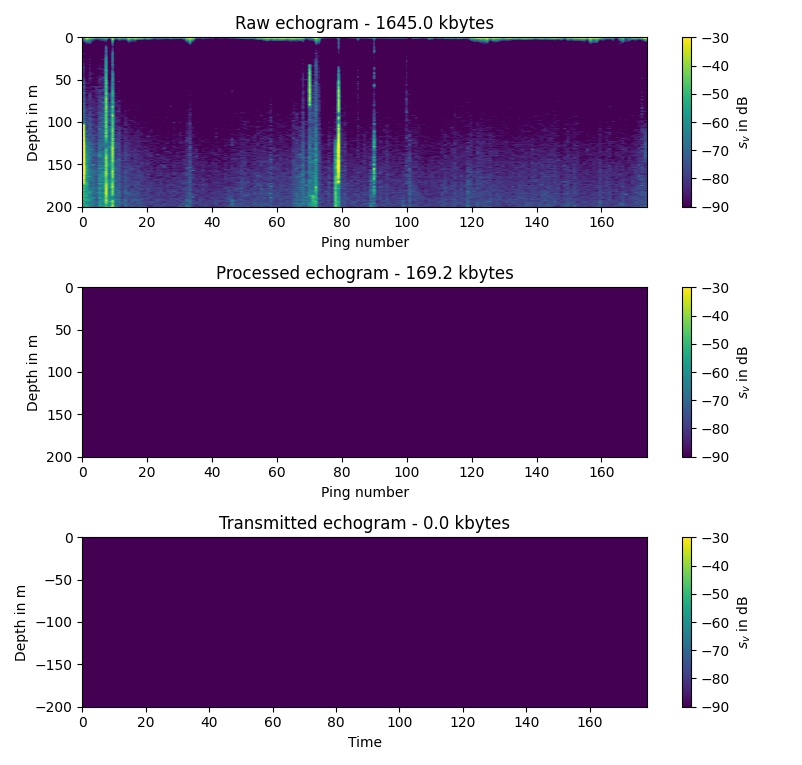 Raw echogram - 1645.0 kbytes
0
50
100
150
200
Depth in m
0 20 40 60 80 100 120 140 160
Ping number
−30
−40
−50
−60
−70
−80
−90
sv in dB
Processed echogram - 169.2 kbytes
0
50
100
150
200
Depth in m
0 20 40 60 80 100 120 140 160
Ping number
−30
−40
−50
−60
−70
−80
−90
sv in dB
Transmitted echogram - 0.0 kbytes
0
−50
−100
−150
−200
Depth in m
0 20 40 60 80 100 120 140 160
Time
−30
−40
−50
−60
−70
−80
−90
sv in dB